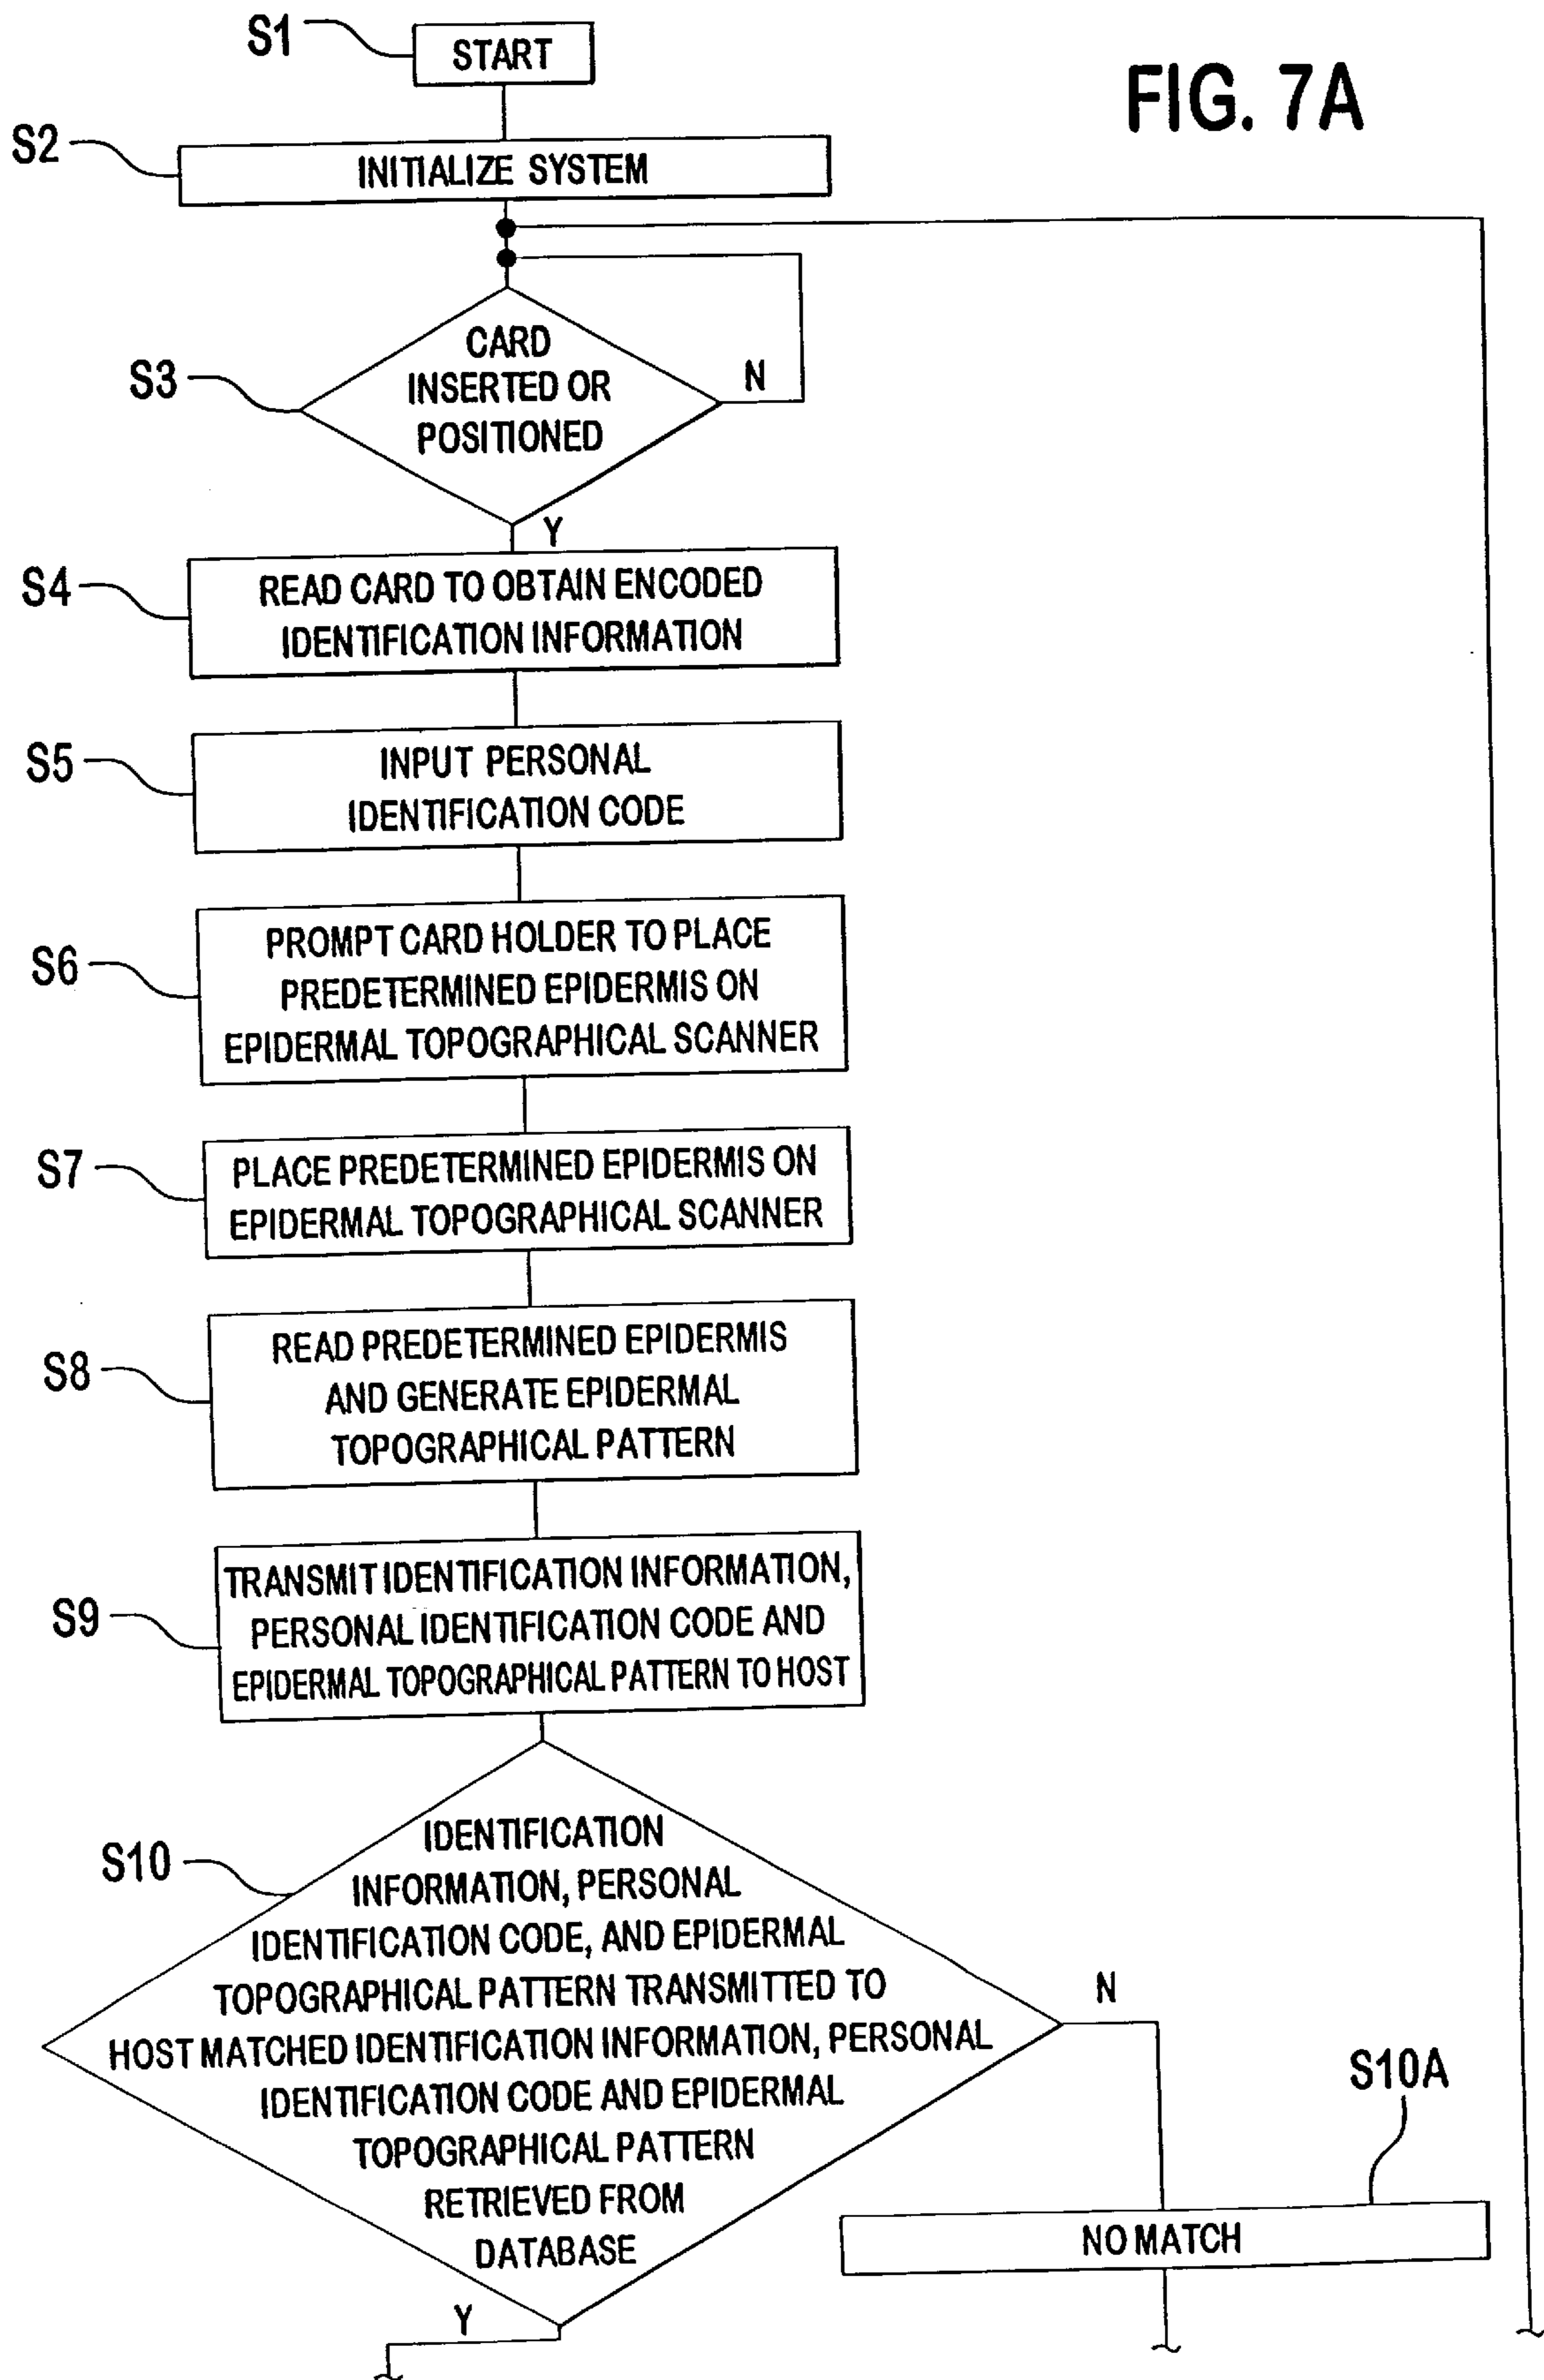 S1
START
FIG. 7A
S2
INITIALIZE SYSTEM
S3
CARD
INSERTED OR
POSITIONED
N
Y
S4
READ CARD TO OBTAIN ENCODED
IDENTIFICATION INFORMATION
S5
INPUT PERSONAL
IDENTIFICATION CODE
S6
PROMPT CARD HOLDER TO PLACE
PREDETERMINED EPIDERMIS ON
EPIDERMAL TOPOGRAPHICAL SCANNER
S7
PLACE PREDETERMINED EPIDERMIS ON
EPIDERMAL TOPOGRAPHICAL SCANNER
S8
READ PREDETERMINED EPIDERMIS
AND GENERATE EPIDERMAL
TOPOGRAPHICAL PATTERN
S9
TRANSMIT IDENTIFICATION INFORMATION,
PERSONAL IDENTIFICATION CODE AND
EPIDERMAL TOPOGRAPHICAL PATTERN TO HOST
S10
IDENTIFICATION
INFORMATION, PERSONAL
IDENTIFICATION CODE, AND EPIDERMAL
TOPOGRAPHICAL PATTERN TRANSMITTED TO
HOST MATCHED IDENTIFICATION INFORMATION, PERSONAL
IDENTIFICATION CODE AND EPIDERMAL
TOPOGRAPHICAL PATTERN
RETRIEVED FROM
DATABASE
N
S10A
NO MATCH
Y